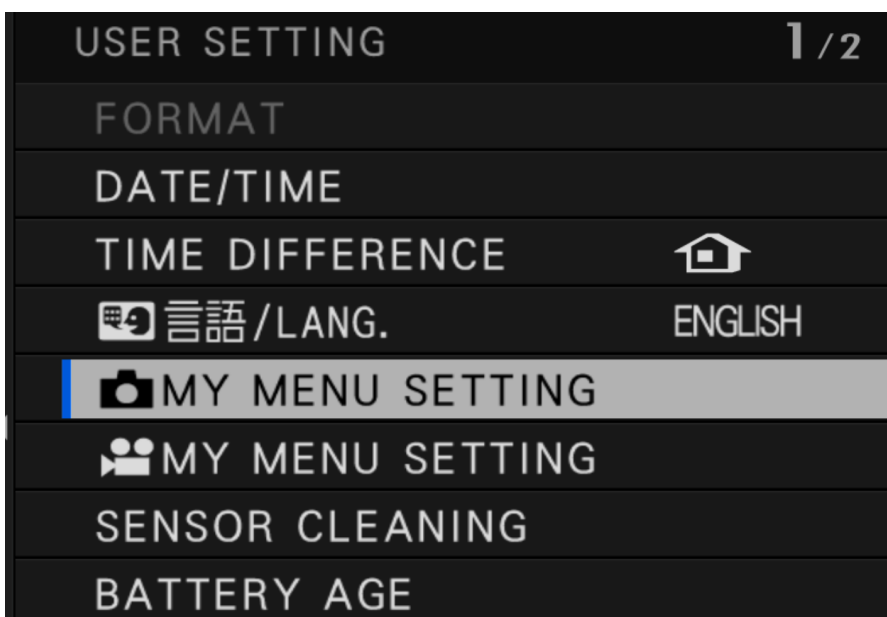 USER SETTING 1/2
FORMAT
DATE/TIME
TIME DIFFERENCE
言語/LANG. ENGLISH
MY MENU SETTING
MY MENU SETTING
SENSOR CLEANING
BATTERY AGE